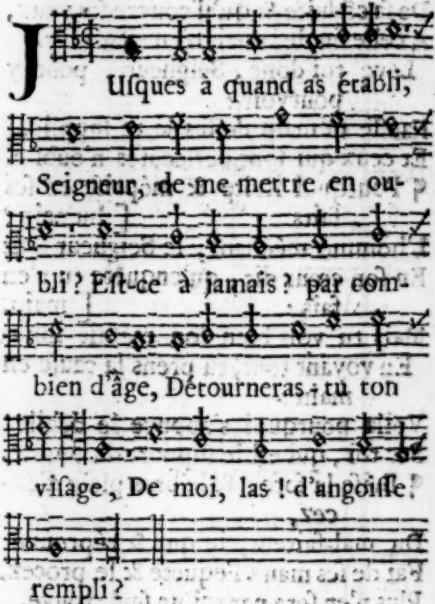 JUſques à quand as établi,
Seigneur, de me mettre en ou-
bli? Eſt-ce à jamais? par com-
bien d'âge, Détourneras-tu ton
viſage, De moi, las! d'angoiſſe
rempli?